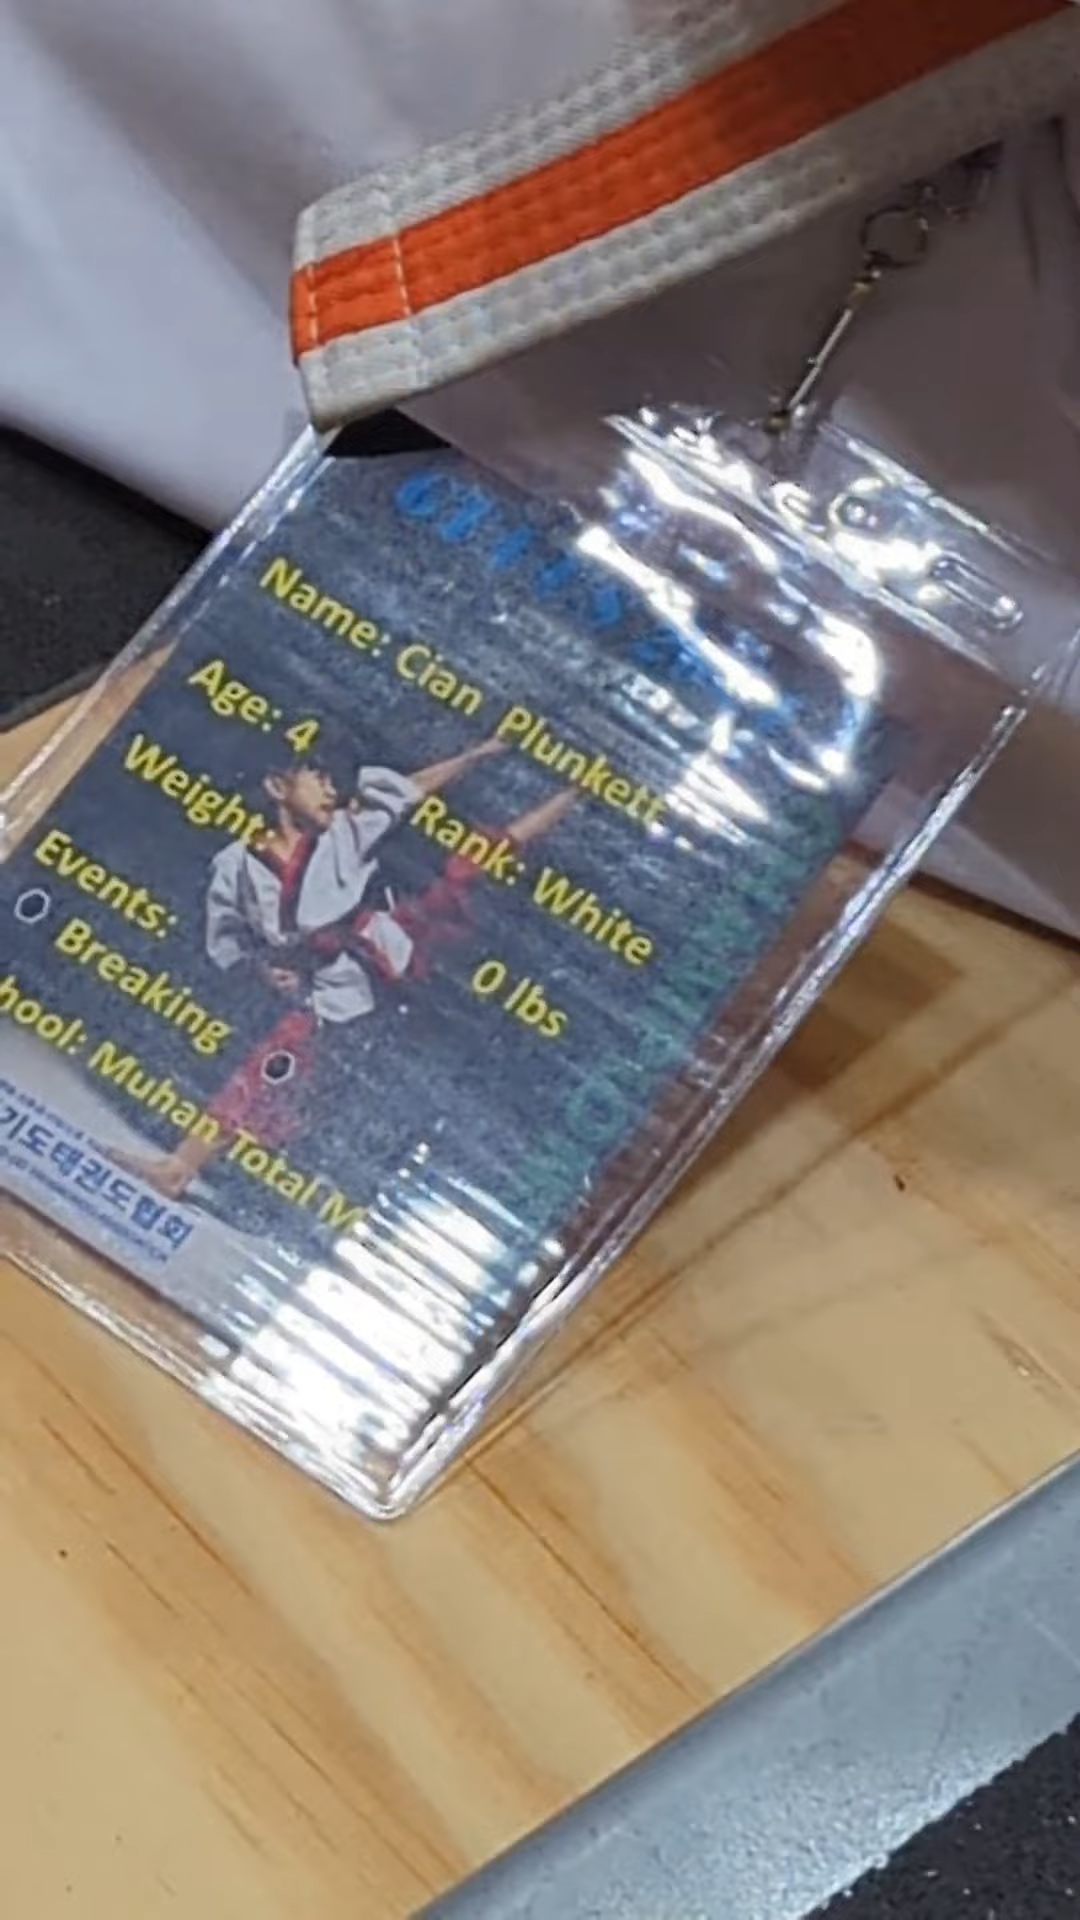 Name: Cian Plunkett
Age: 4
Rank: White
Weight:
0 lbs
Events:
Breaking
hool: Muhan Total M
기도태권도협회